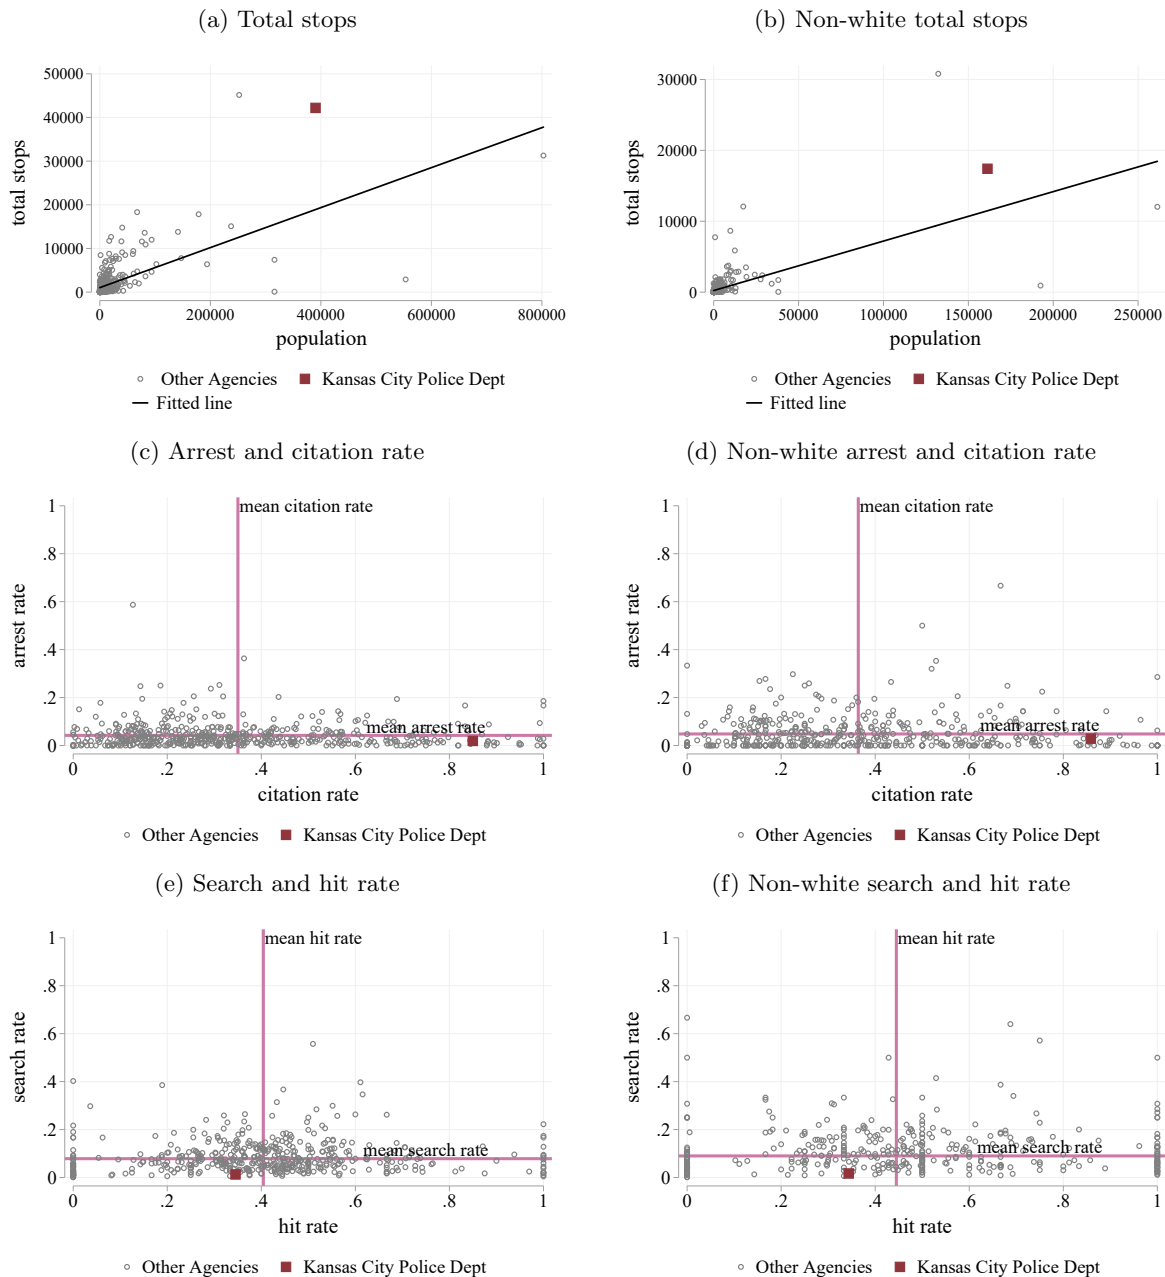 (a) Total stops
(b) Non-white total stops
total stops
50000
40000
30000
20000
10000
0
0
200000
400000
600000
800000
population
Other Agencies
Kansas City Police Dept
Fitted line
total stops
30000
20000
10000
0
0
50000
100000
150000
200000
250000
population
Other Agencies
Kansas City Police Dept
Fitted line
(c) Arrest and citation rate
(d) Non-white arrest and citation rate
arrest rate
1
.8
.6
.4
.2
0
mean citation rate
mean arrest rate
0
.2
.4
.6
.8
1
citation rate
Other Agencies
Kansas City Police Dept
arrest rate
1
.8
.6
.4
.2
0
mean citation rate
mean arrest rate
0
.2
.4
.6
.8
1
citation rate
Other Agencies
Kansas City Police Dept
(e) Search and hit rate
(f) Non-white search and hit rate
search rate
1
.8
.6
.4
.2
0
mean hit rate
mean search rate
0
.2
.4
.6
.8
1
hit rate
Other Agencies
Kansas City Police Dept
search rate
1
.8
.6
.4
.2
0
mean hit rate
mean search rate
0
.2
.4
.6
.8
1
hit rate
Other Agencies
Kansas City Police Dept